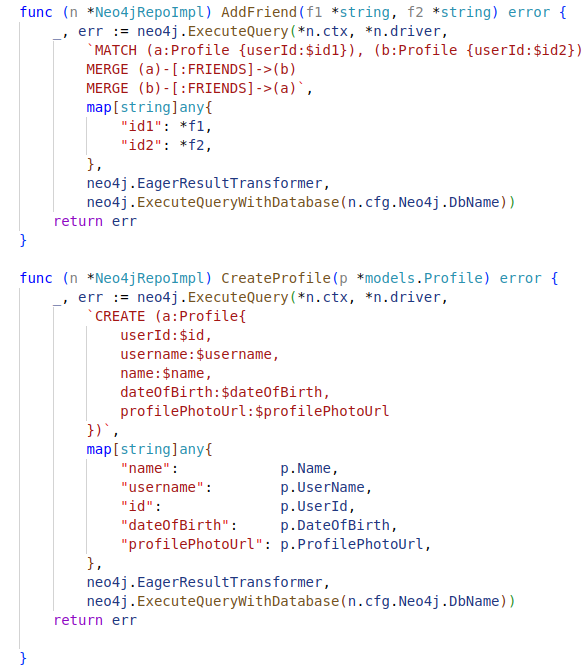 func (n *Neo4jRepoImpl) AddFriend(f1 *string, f2 *string) error {
    _, err := neo4j.ExecuteQuery(*n.ctx, *n.driver,
        `MATCH (a:Profile {userId:$id1}), (b:Profile {userId:$id2})
        MERGE (a)-[:FRIENDS]->(b)
        MERGE (b)-[:FRIENDS]->(a)`,
        map[string]any{
            "id1": *f1,
            "id2": *f2,
        },
        neo4j.EagerResultTransformer,
        neo4j.ExecuteQueryWithDatabase(n.cfg.Neo4j.DbName))
    return err
}
func (n *Neo4jRepoImpl) CreateProfile(p *models.Profile) error {
    _, err := neo4j.ExecuteQuery(*n.ctx, *n.driver,
        `CREATE (a:Profile{
            userId:$id,
            username:$username,
            name:$name,
            dateOfBirth:$dateOfBirth,
            profilePhotoUrl:$profilePhotoUrl
        })`,
        map[string]any{
            "name":            p.Name,
            "username":        p.UserName,
            "id":              p.UserId,
            "dateOfBirth":     p.DateOfBirth,
            "profilePhotoUrl": p.ProfilePhotoUrl,
        },
        neo4j.EagerResultTransformer,
        neo4j.ExecuteQueryWithDatabase(n.cfg.Neo4j.DbName))
    return err
}